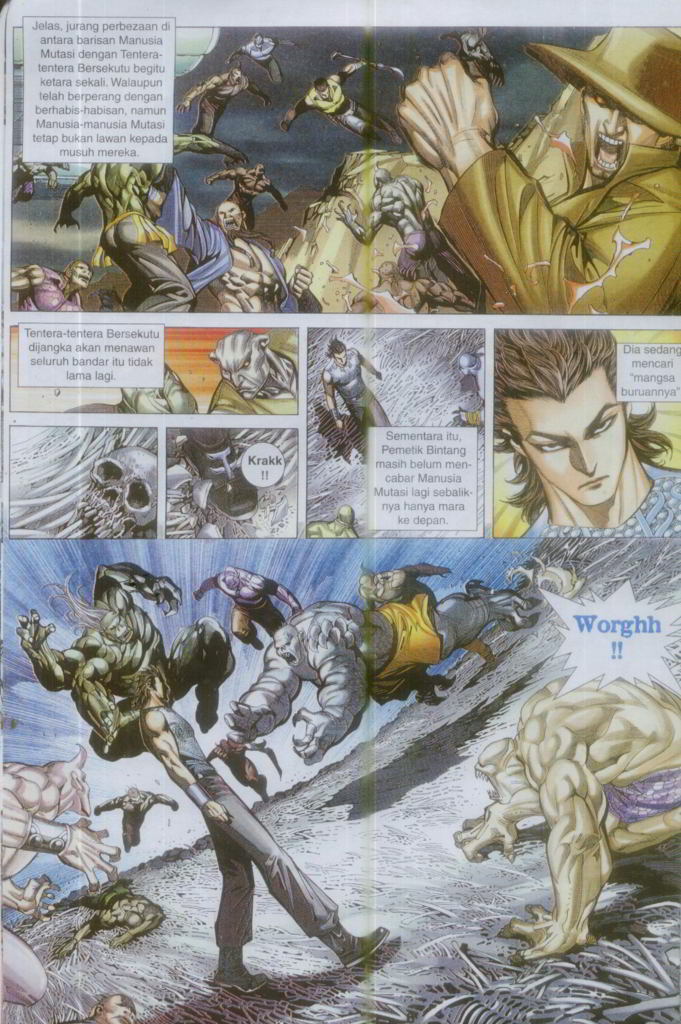 Jelas, jurang perbezaan di
antara barisan Manusia
Mutasi dengan Tentera-
tentera Bersekutu begitu
ketara sekali. Walaupun
telah berperang dengan
berhabis-habisan, namun
Manusia-manusia Mutasi
tetap bukan lawan kepada
musuh mereka.
Tentera-tentera Bersekutu
dijangka akan menawan
seluruh bandar itu tidak
lama lagi.
Krakk
!!
Sementara itu,
Pemetik Bintang
masih belum men-
cabar Manusia
Mutasi lagi sebalik-
nya hanya mara
ke depan.
Dia sedang
mencari
"mangsa
buruannya"
Worghh
!!